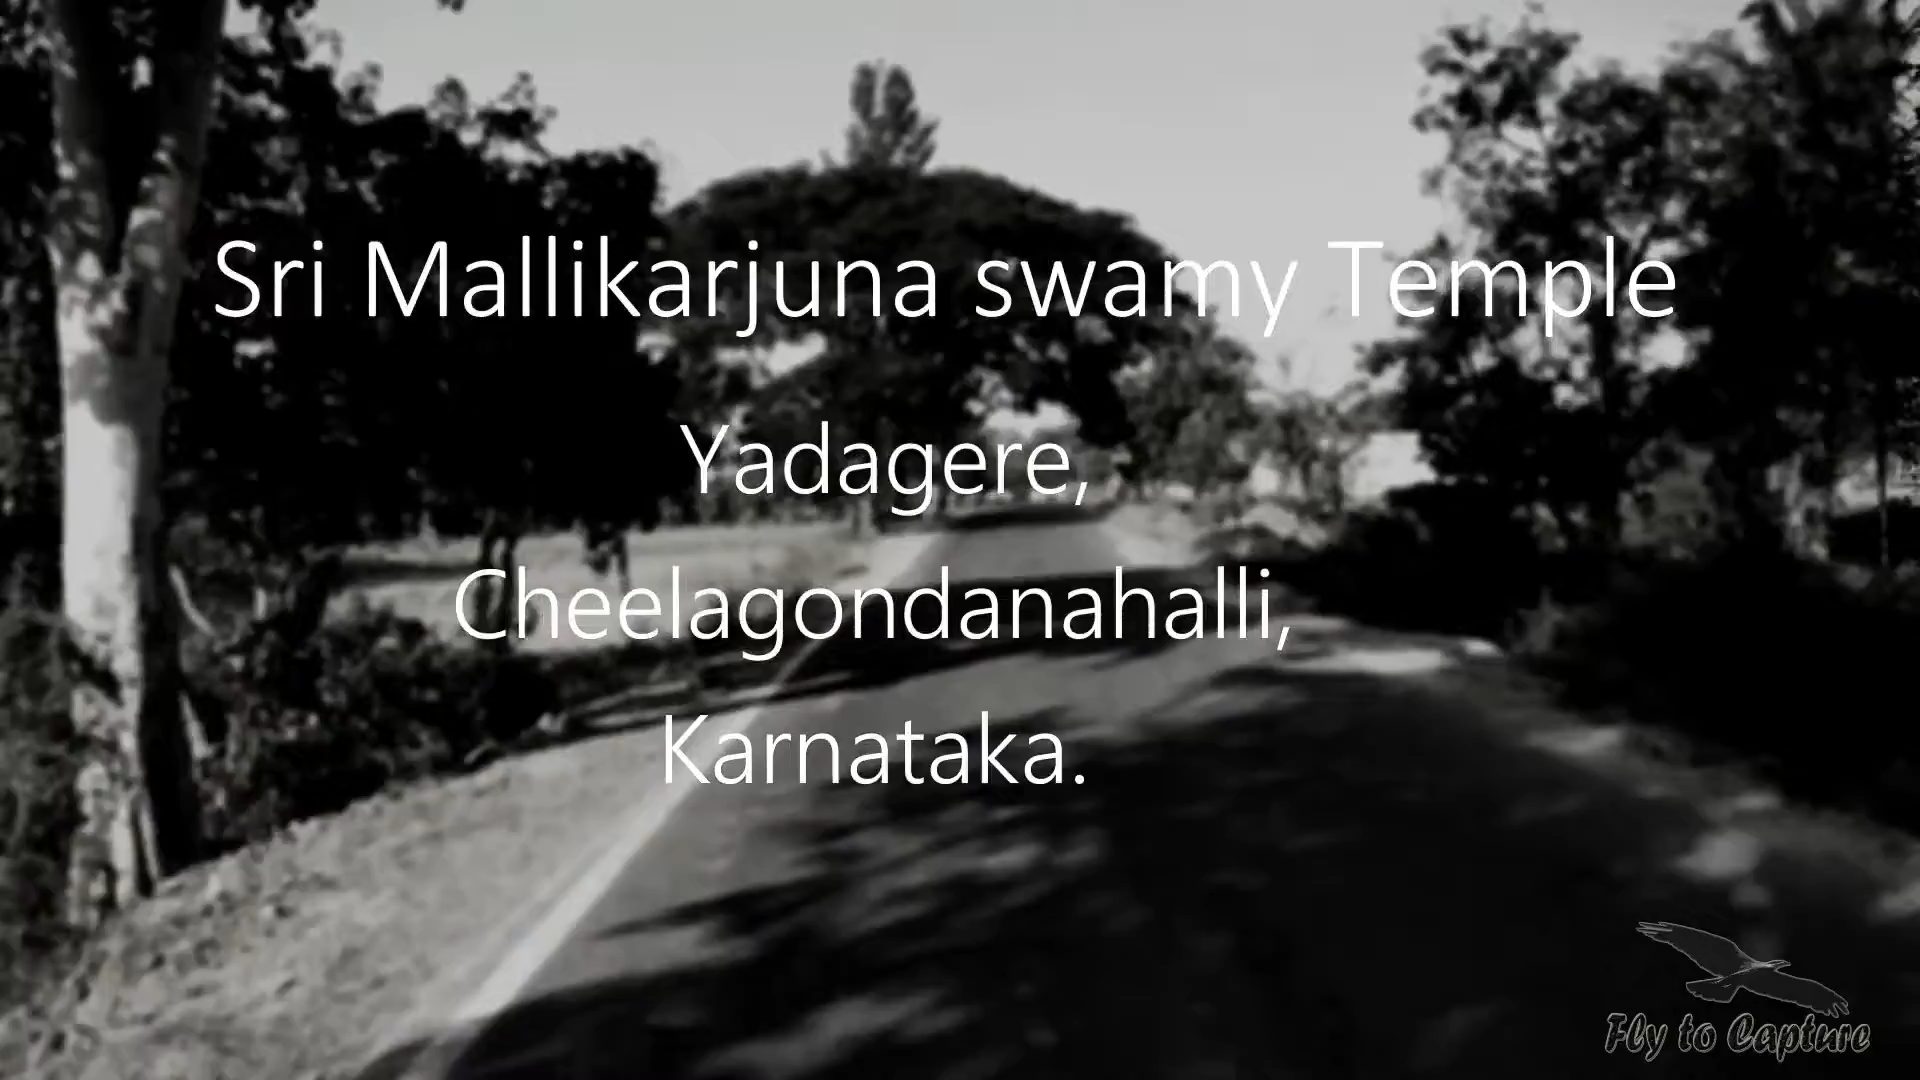 Sri Mallikarjuna swamy Temple
Yadagere,
Cheelagondanahalli,
Karnataka.
Fly to Capture